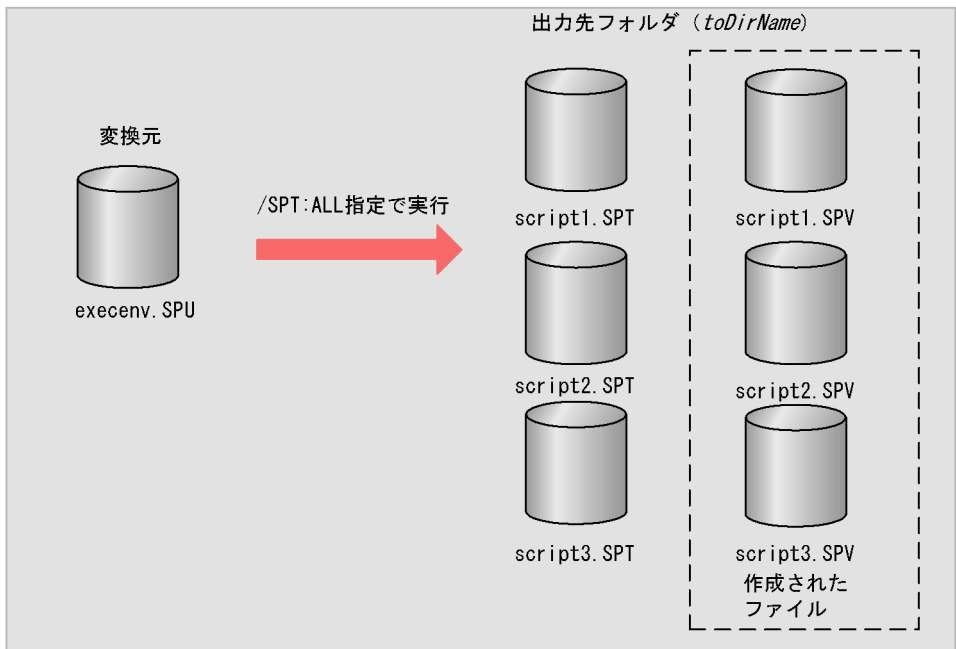 出力先フォルダ（toDirName）
変換元
/SPT:ALL指定で実行
execenv.SPU
script1.SPT
script1.SPV
script2.SPT
script2.SPV
script3.SPT
script3.SPV
作成された
ファイル